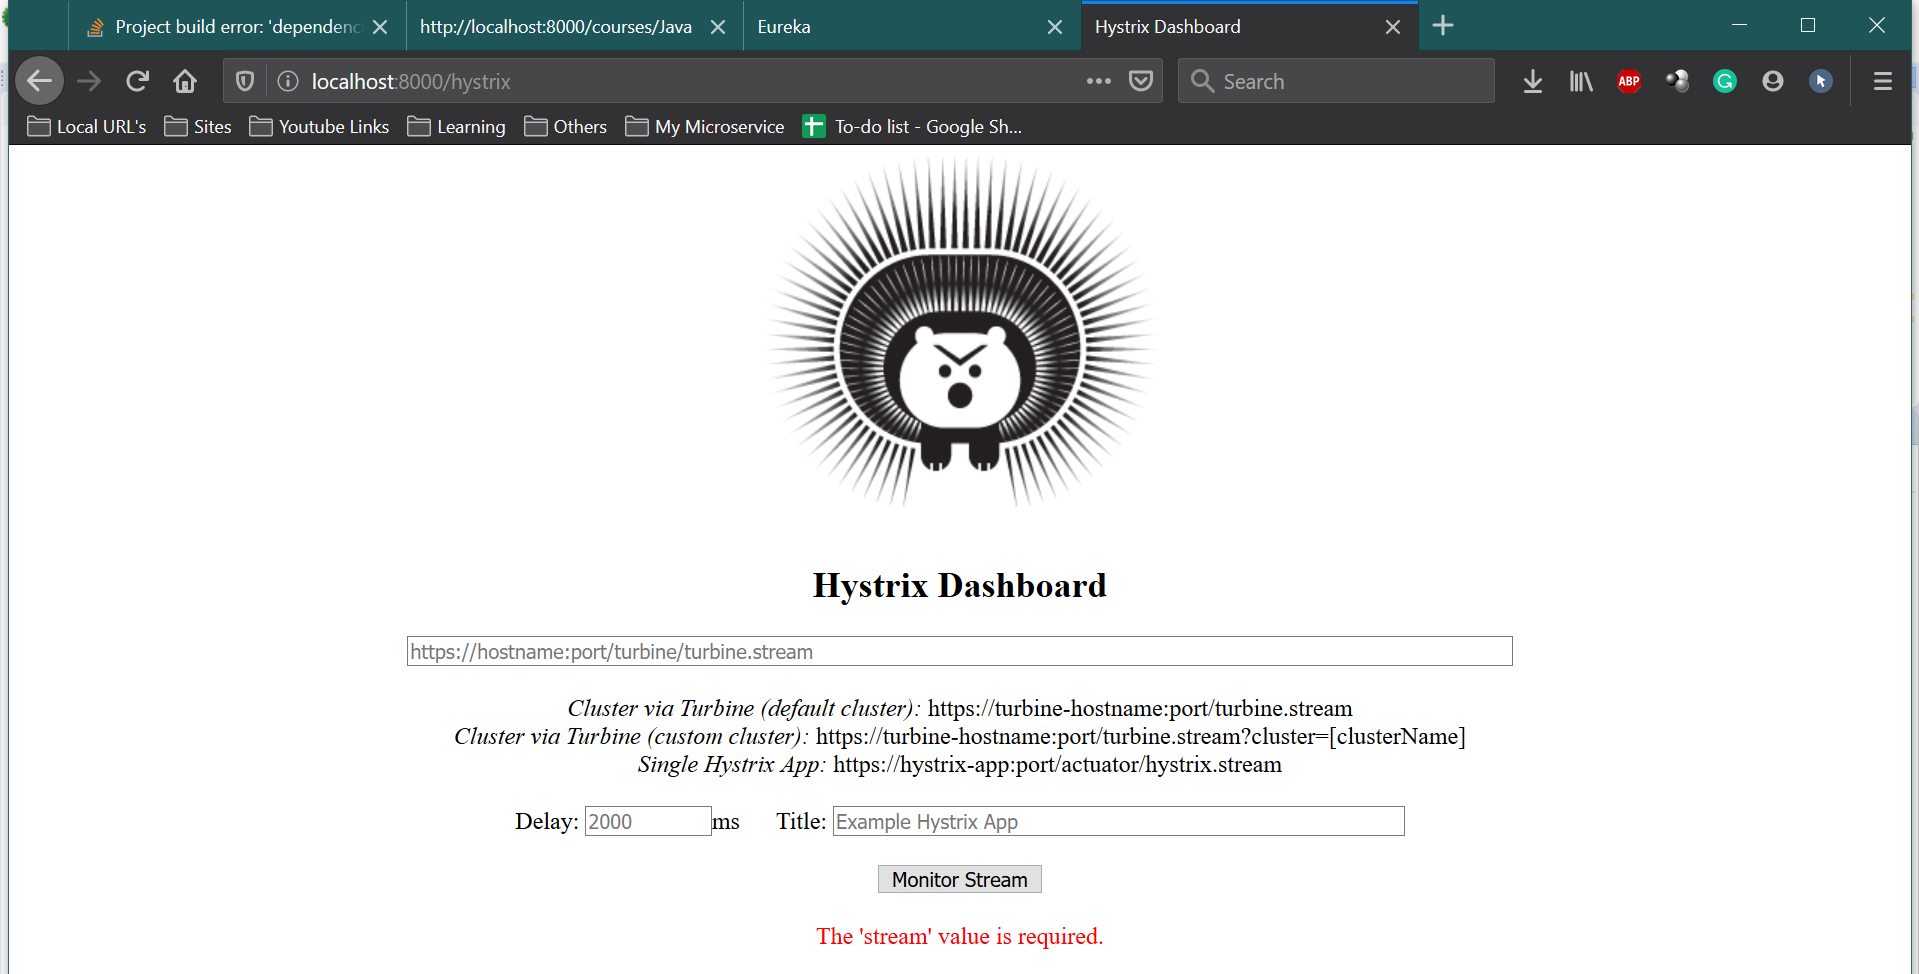 Project build error: 'dependenc
http://localhost:8000/courses/Java
Eureka
Hystrix Dashboard
localhost:8000/hystrix
Search
ABP
G
Local URL's
Sites
Youtube Links
Learning
Others
My Microservice
To-do list - Google Sh...
Hystrix Dashboard
https://hostname:port/turbine/turbine.stream
Cluster via Turbine (default cluster): https://turbine-hostname:port/turbine.stream
Cluster via Turbine (custom cluster): https://turbine-hostname:port/turbine.stream?cluster=[clusterName]
Single Hystrix App: https://hystrix-app:port/actuator/hystrix.stream
Delay: 2000 ms Title: Example Hystrix App
Monitor Stream
The 'stream' value is required.